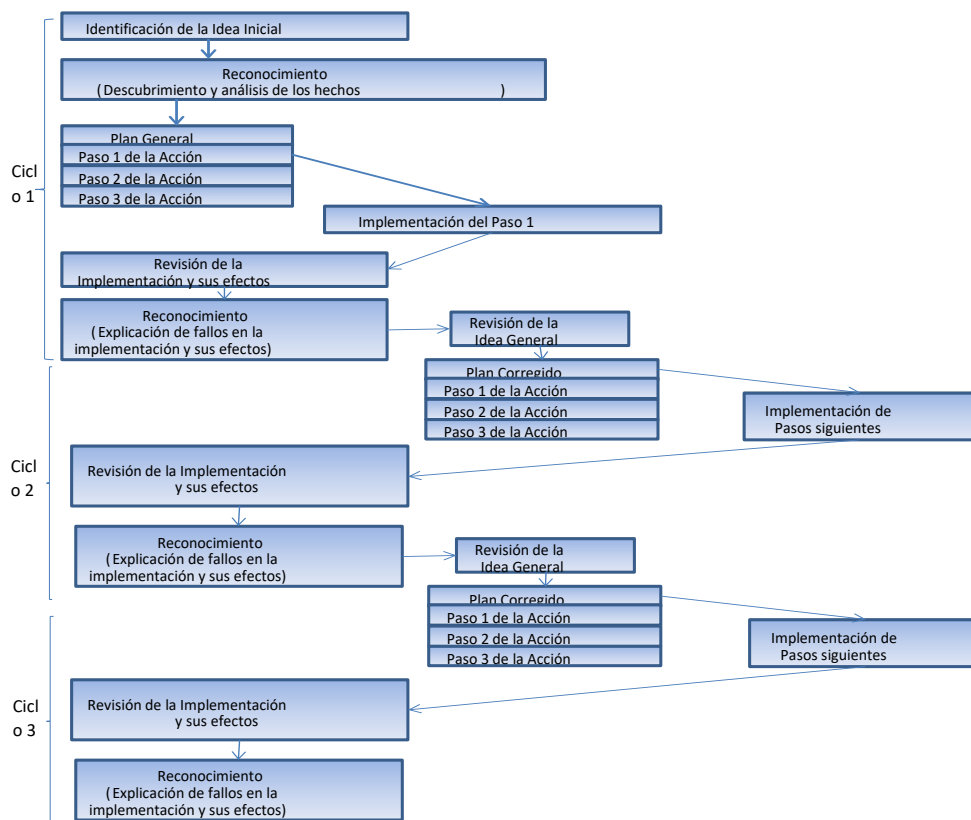 Identificación de la Idea Inicial
Reconocimiento
(Descubrimiento y análisis de los hechos )
Plan General
Paso 1 de la Acción
Paso 2 de la Acción
Paso 3 de la Acción
Cicl
o 1
Implementación del Paso 1
Revisión de la
Implementación y sus efectos
Reconocimiento
(Explicación de fallos en la
implementación y sus efectos)
Revisión de la
Idea General
Plan Corregido
Paso 1 de la Acción
Paso 2 de la Acción
Paso 3 de la Acción
Implementación de
Pasos siguientes
Cicl
o 2
Revisión de la Implementación
y sus efectos
Reconocimiento
(Explicación de fallos en la
implementación y sus efectos)
Revisión de la
Idea General
Plan Corregido
Paso 1 de la Acción
Paso 2 de la Acción
Paso 3 de la Acción
Implementación de
Pasos siguientes
Cicl
o 3
Revisión de la Implementación
y sus efectos
Reconocimiento
(Explicación de fallos en la
implementación y sus efectos)